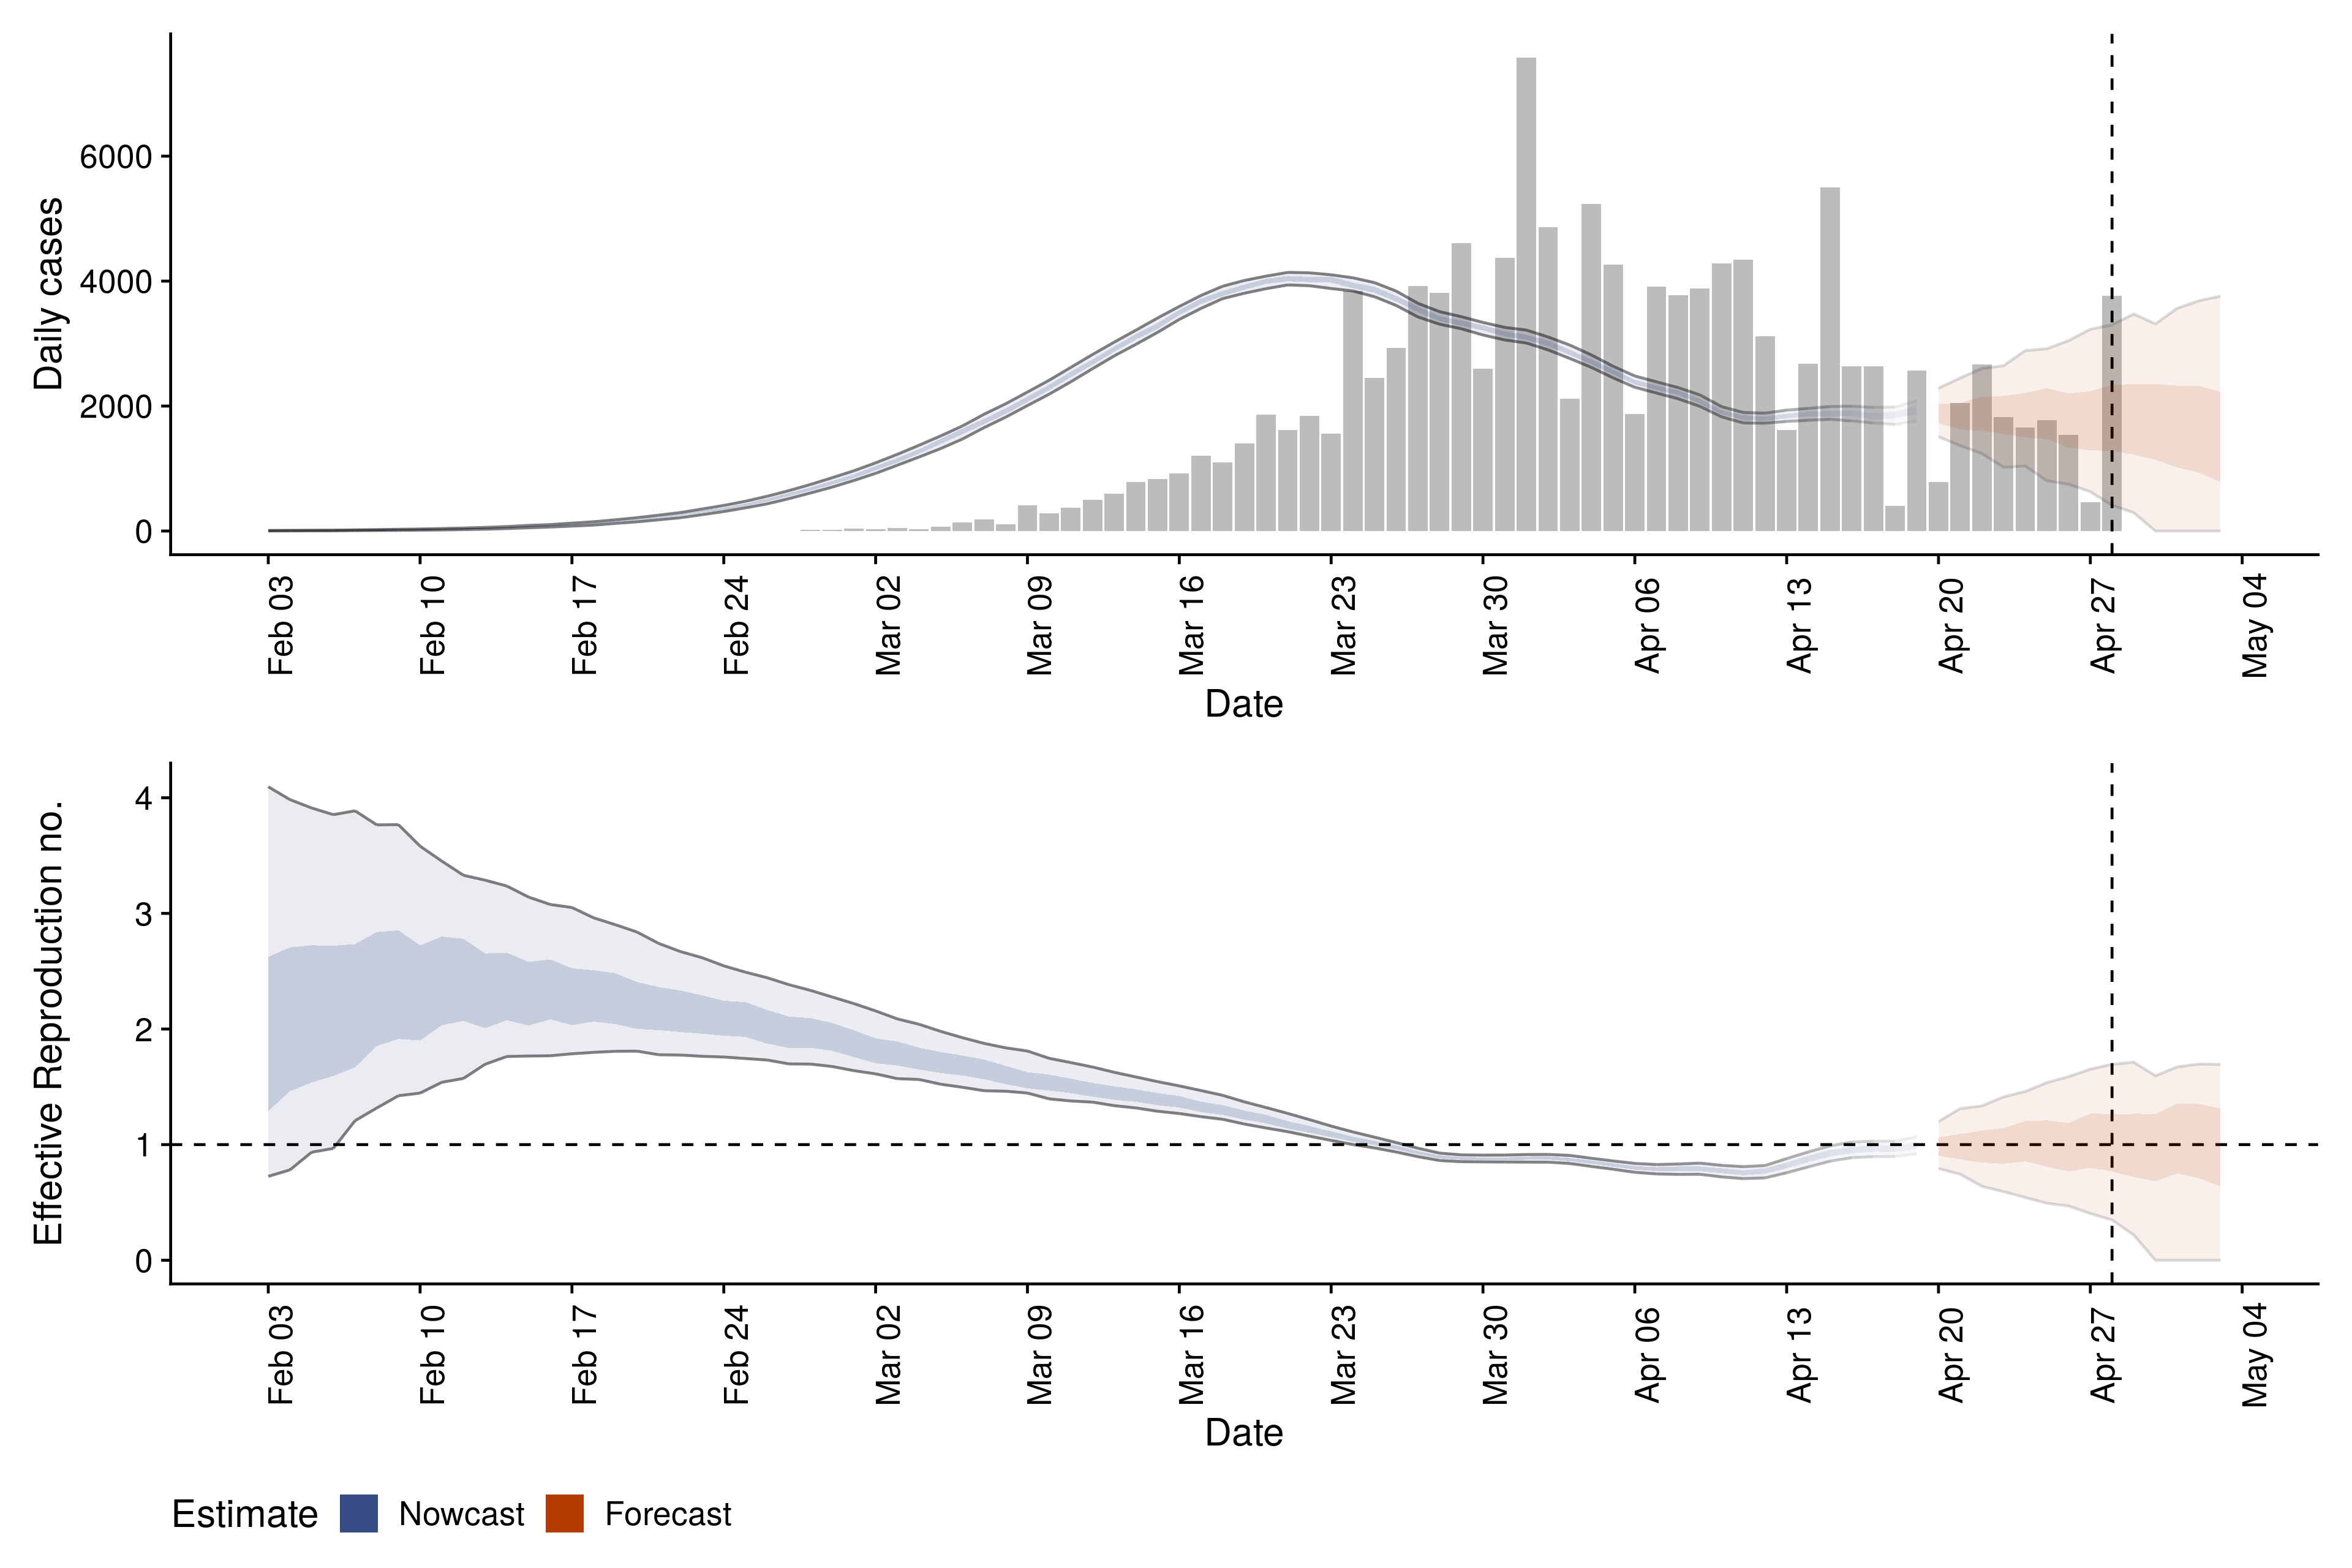 Daily cases
6000
4000
2000
0
Feb 03
Feb 10
Feb 17
Feb 24
Mar 02
Mar 09
Mar 16
Mar 23
Mar 30
Apr 06
Apr 13
Apr 20
Apr 27
May 04
Date
Effective Reproduction no.
4
3
2
1
0
Feb 03
Feb 10
Feb 17
Feb 24
Mar 02
Mar 09
Mar 16
Mar 23
Mar 30
Apr 06
Apr 13
Apr 20
Apr 27
May 04
Date
Estimate Nowcast Forecast